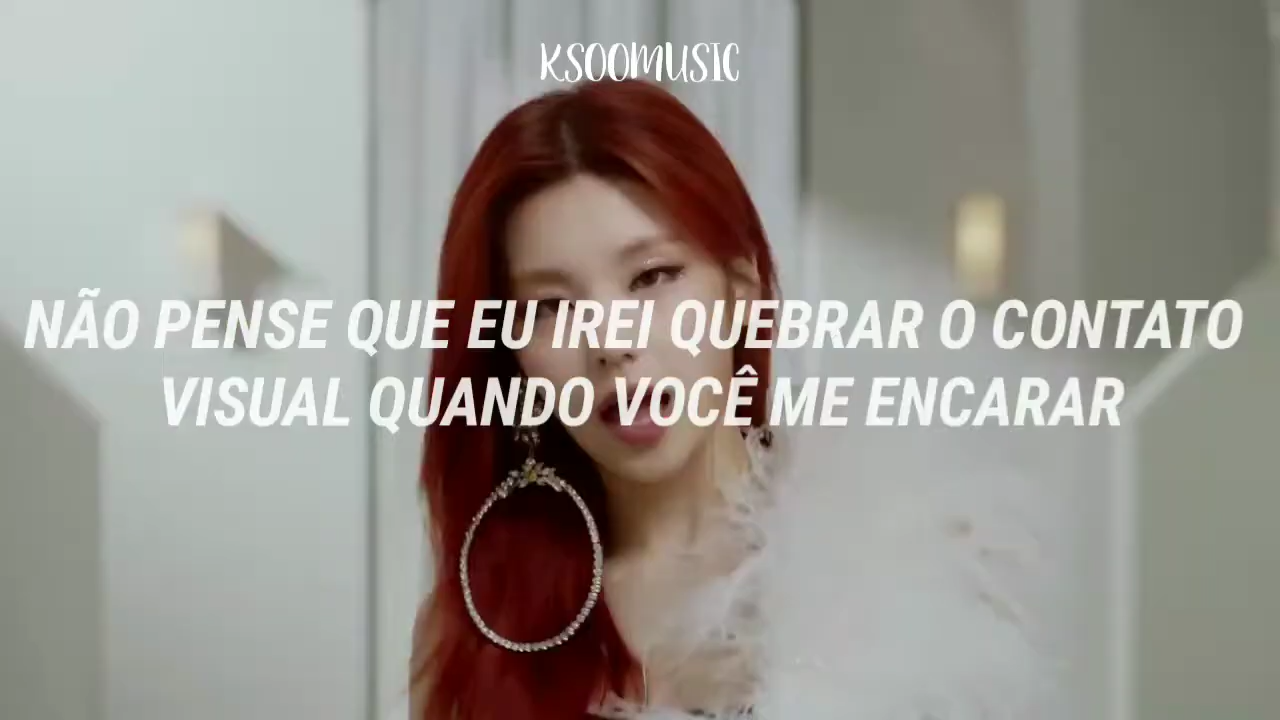 KSOOMUSIC
NÃO PENSE QUE EU IREI QUEBRAR O CONTATO
VISUAL QUANDO VOCÊ ME ENCARAR